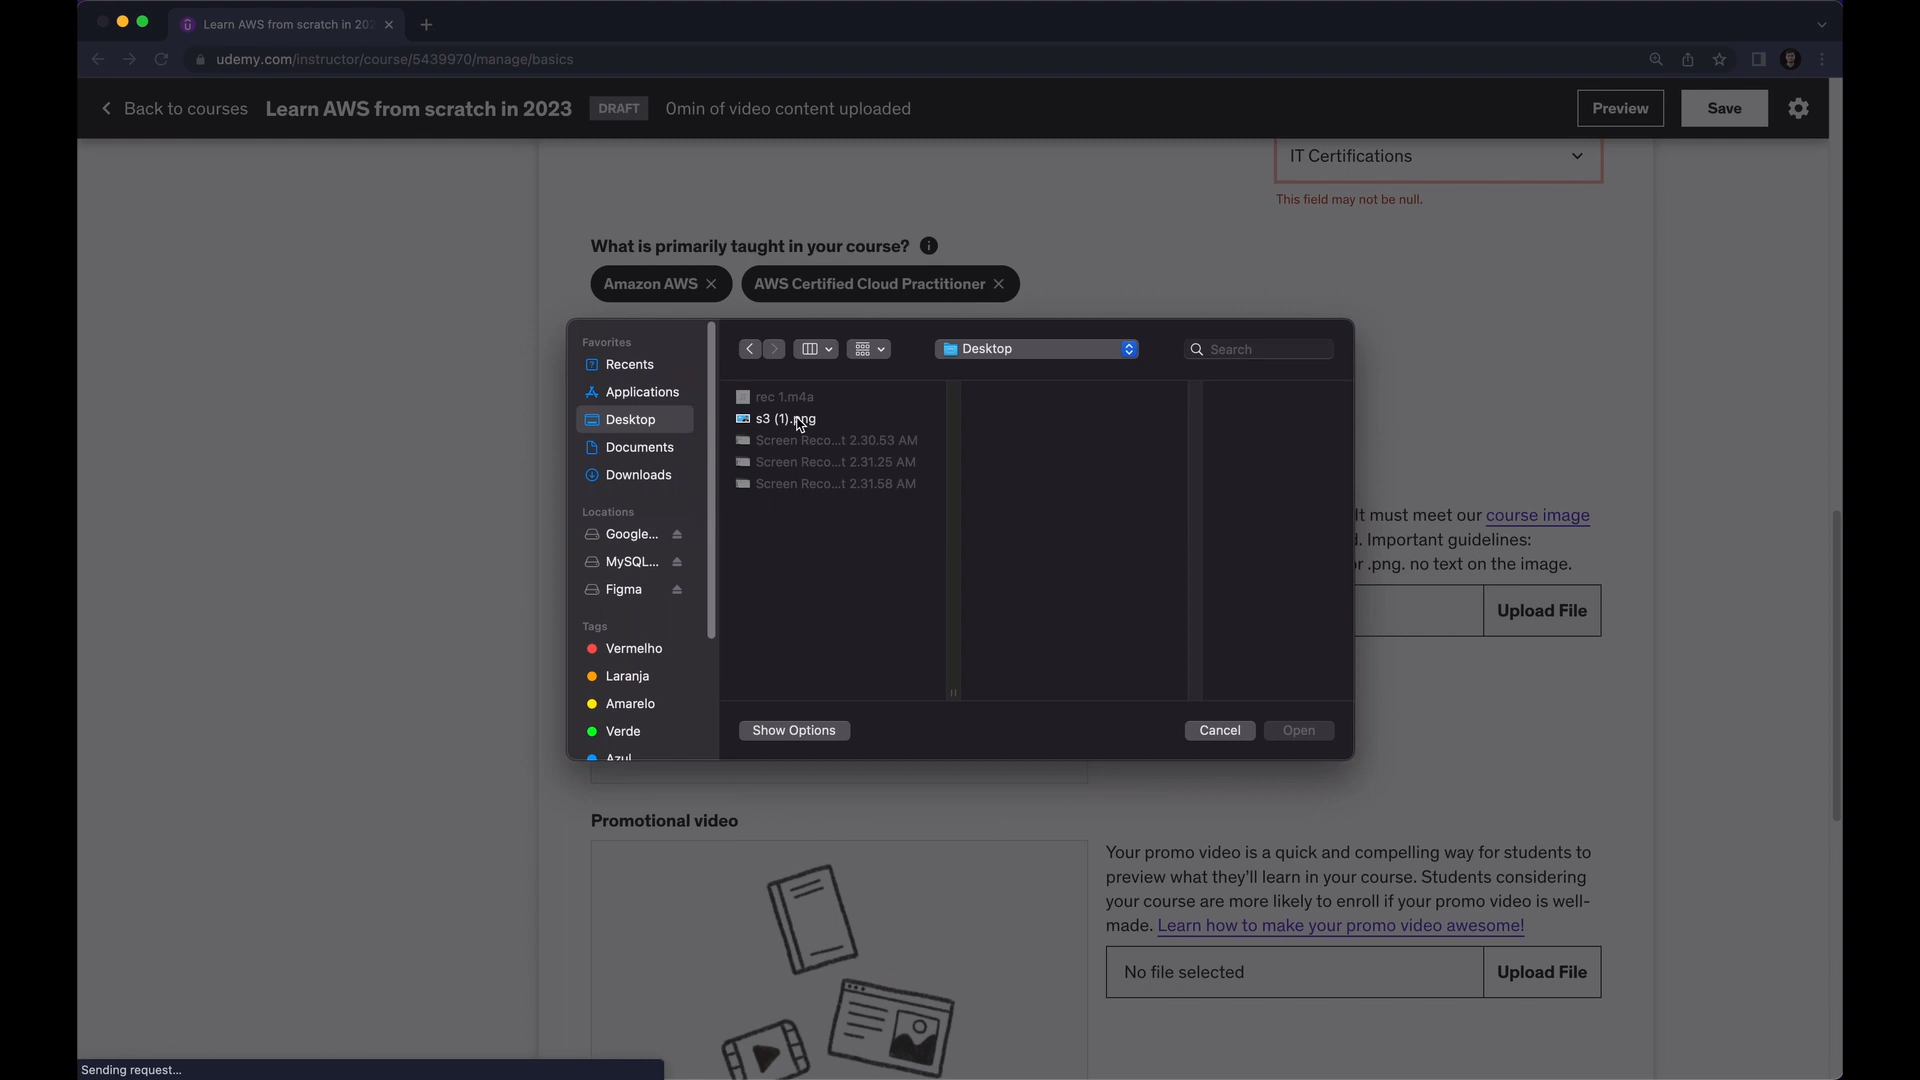 Learn AWS from scratch in 202
udemy.com/instructor/course/5439970/manage/basics
Back to courses
Learn AWS from scratch in 2023
DRAFT
0min of video content uploaded
Preview
Save
IT Certifications
This field may not be null.
What is primarily taught in your course?
Amazon AWS
AWS Certified Cloud Practitioner
Favorites
Recents
Applications
Desktop
Documents
Downloads
Locations
Google...
MySQL...
Figma
Tags
Vermelho
Laranja
Amarelo
Verde
Azul
Desktop
Search
rec 1.m4a
s3 (1).png
Screen Reco...t 2.30.53 AM
Screen Reco...t 2.31.25 AM
Screen Reco...t 2.31.58 AM
Show Options
Cancel
Open
It must meet our course image
Important guidelines:
or .png. no text on the image.
Upload File
Promotional video
Your promo video is a quick and compelling way for students to
preview what they'll learn in your course. Students considering
your course are more likely to enroll if your promo video is well-
made. Learn how to make your promo video awesome!
No file selected
Upload File
Sending request...